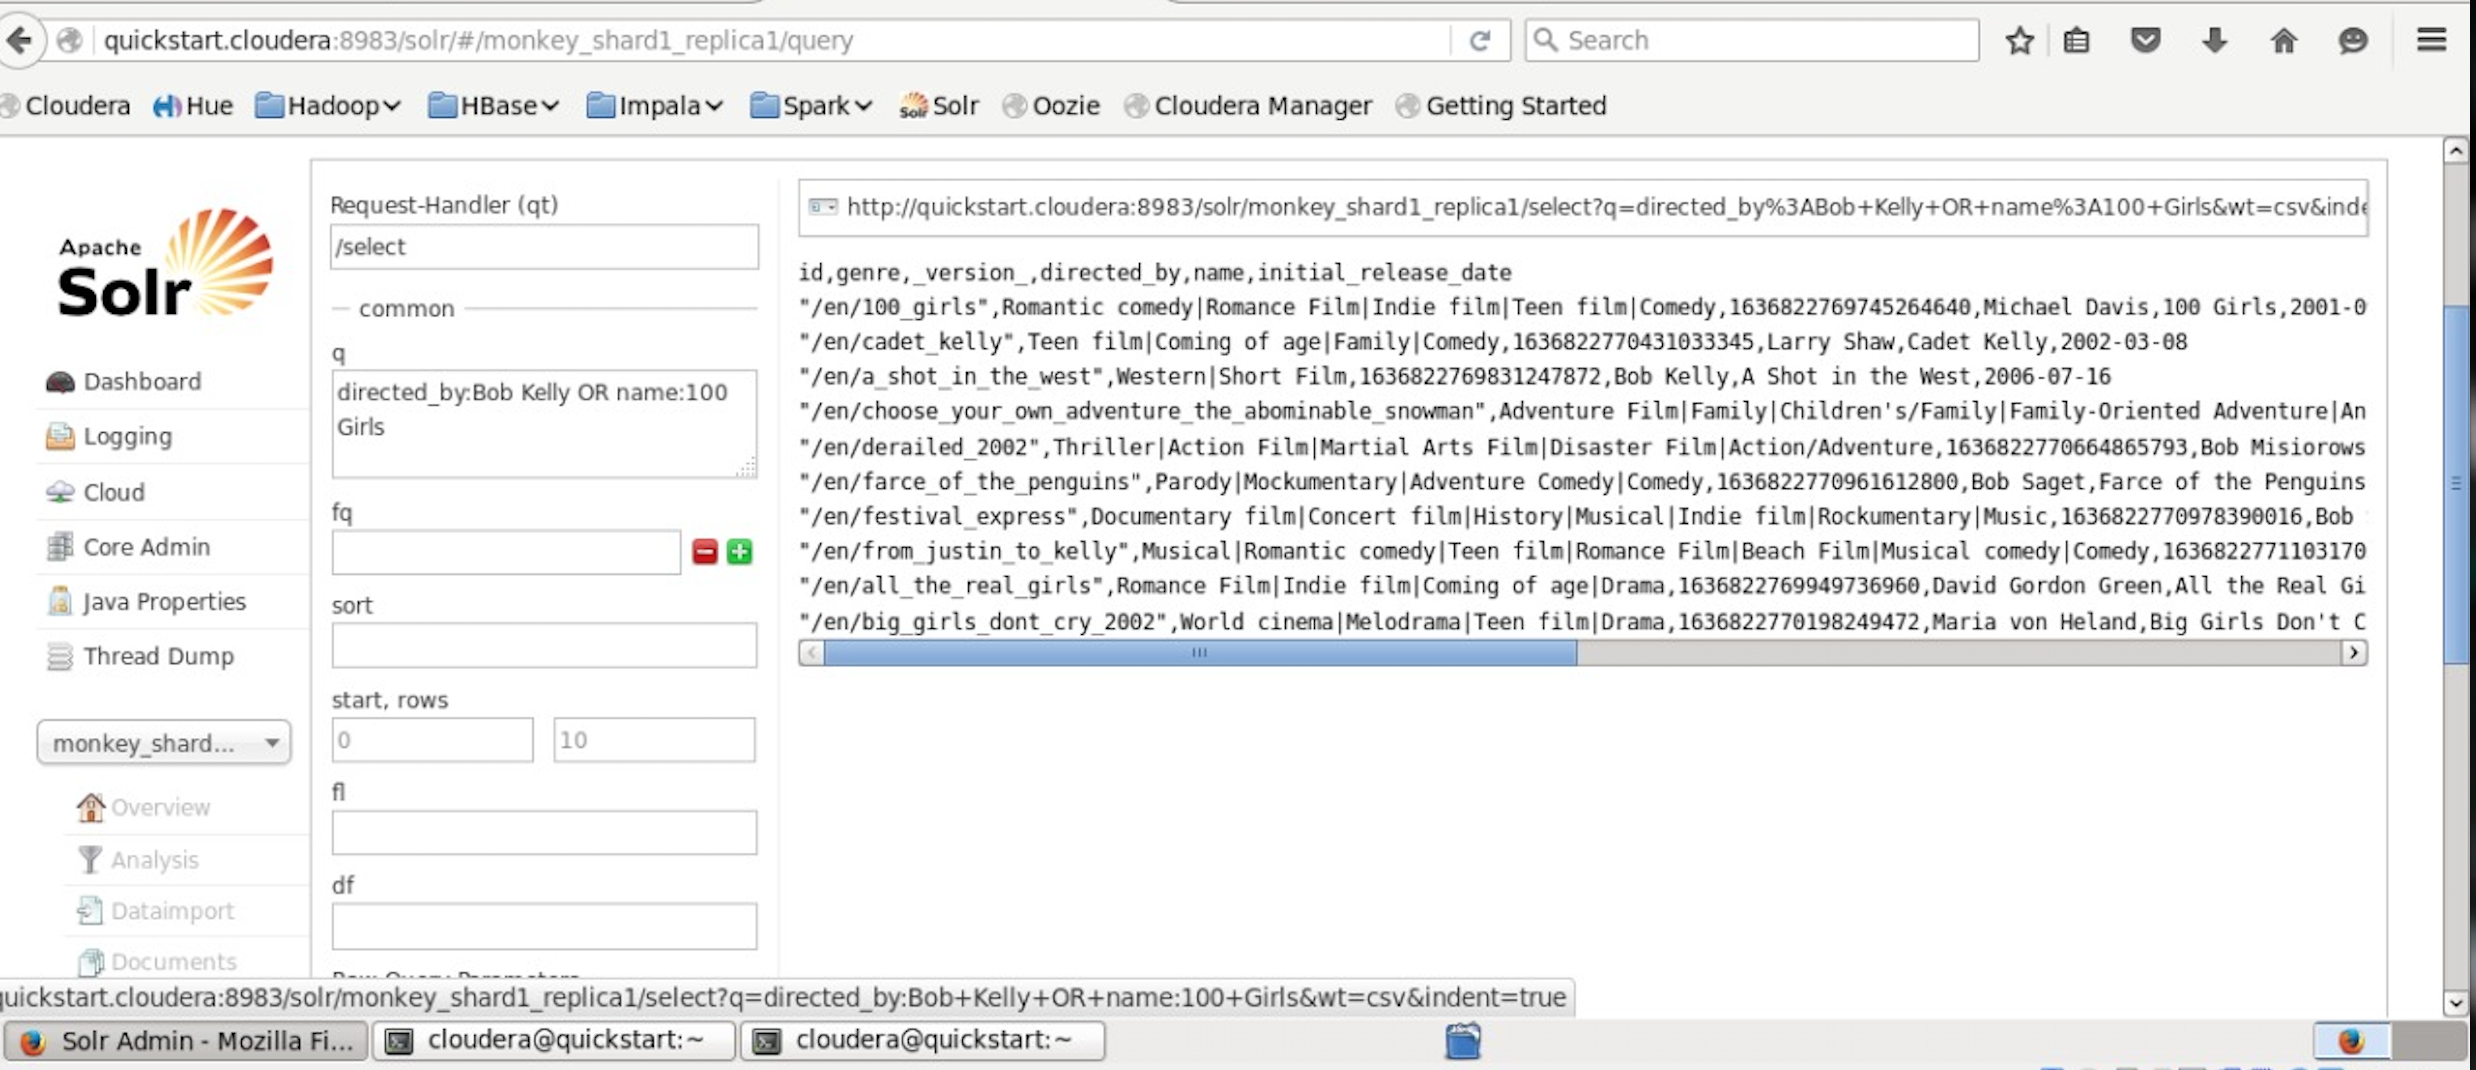 quickstart.cloudera:8983/solr/#/monkey_shard1_replica1/query
Search
Cloudera
Hue
Hadoop
HBase
Impala
Spark
Solr
Oozie
Cloudera Manager
Getting Started
Apache
Solr
Dashboard
Logging
Cloud
Core Admin
Java Properties
Thread Dump
monkey_shard...
Overview
Analysis
Dataimport
Documents
Request-Handler (qt)
/select
common
q
directed_by:Bob Kelly OR name:100
Girls
fq
sort
start, rows
0
10
fl
df
Raw Query Parameters
http://quickstart.cloudera:8983/solr/monkey_shard1_replica1/select?q=directed_by%3ABob+Kelly+OR+name%3A100+Girls&wt=csv&inde
id,genre,_version_,directed_by,name,initial_release_date
"/en/100_girls",Romantic comedy|Romance Film|Indie film|Teen film|Comedy,1636822769745264640,Michael Davis,100 Girls,2001-0
"/en/cadet_kelly",Teen film|Coming of age|Family|Comedy,1636822770431033345,Larry Shaw,Cadet Kelly,2002-03-08
"/en/a_shot_in_the_west",Western|Short Film,1636822769831247872,Bob Kelly,A Shot in the West,2006-07-16
"/en/choose_your_own_adventure_the_abominable_snowman",Adventure Film|Family|Children's/Family|Family-Oriented Adventure|An
"/en/derailed_2002",Thriller|Action Film|Martial Arts Film|Disaster Film|Action/Adventure,1636822770664865793,Bob Misiorows
"/en/farce_of_the_penguins",Parody|Mockumentary|Adventure Comedy|Comedy,1636822770961612800,Bob Saget,Farce of the Penguins
"/en/festival_express",Documentary film|Concert film|History|Musical|Indie film|Rockumentary|Music,1636822770978390016,Bob
"/en/from_justin_to_kelly",Musical|Romantic comedy|Teen film|Romance Film|Beach Film|Musical comedy|Comedy,1636822771103170
"/en/all_the_real_girls",Romance Film|Indie film|Coming of age|Drama,1636822769949736960,David Gordon Green,All the Real Gi
"/en/big_girls_dont_cry_2002",World cinema|Melodrama|Teen film|Drama,1636822770198249472,Maria von Heland,Big Girls Don't C
quickstart.cloudera:8983/solr/monkey_shard1_replica1/select?q=directed_by:Bob+Kelly+OR+name:100+Girls&wt=csv&indent=true
Solr Admin - Mozilla Fi...
cloudera@quickstart:~
cloudera@quickstart:~